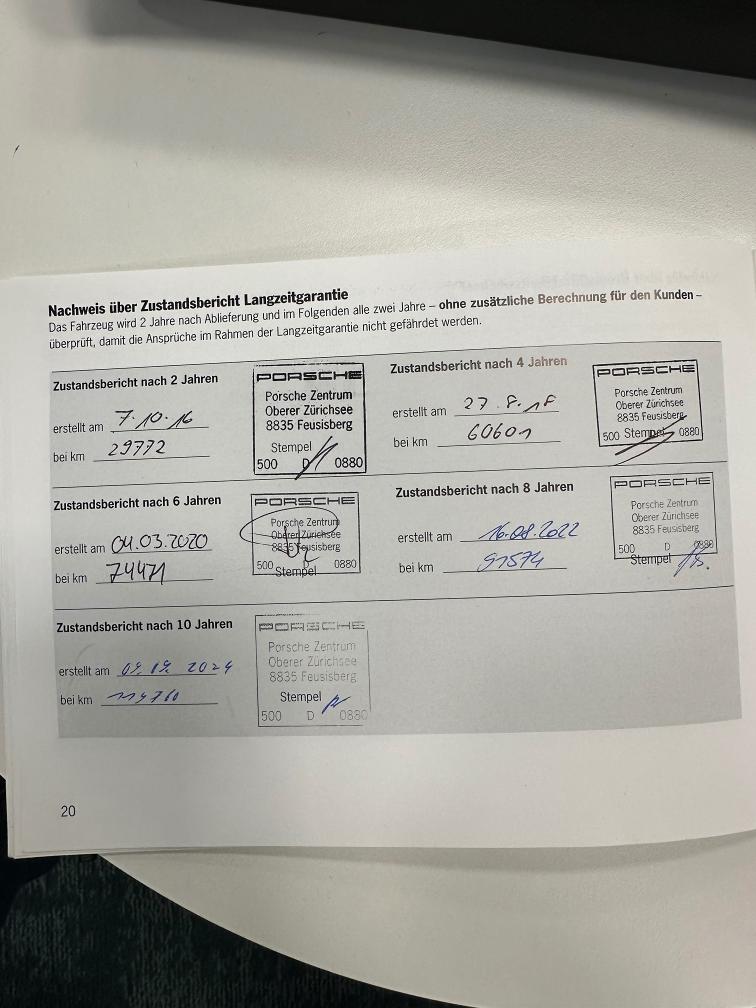 Nachweis über Zustandsbericht Langzeitgarantie
Das Fahrzeug wird 2 Jahre nach Ablieferung und im Folgenden alle zwei Jahre – ohne zusätzliche Berechnung für den Kunden –
überprüft, damit die Ansprüche im Rahmen der Langzeitgarantie nicht gefährdet werden.
Zustandsbericht nach 2 Jahren
erstellt am 7.10.16
bei km 29772
PORSCHE
Porsche Zentrum
Oberer Zürichsee
8835 Feusisberg
Stempel
500 D 0880
Zustandsbericht nach 4 Jahren
erstellt am 27.8.18
bei km 60601
PORSCHE
Porsche Zentrum
Oberer Zürichsee
8835 Feusisberg
500 Stempel 0880
Zustandsbericht nach 6 Jahren
erstellt am 04.03.2020
bei km 74471
PORSCHE
Porsche Zentrum
Oberer Zürichsee
8835 Feusisberg
500 D 0880
Stempel
Zustandsbericht nach 8 Jahren
erstellt am 16.08.2022
bei km 91574
PORSCHE
Porsche Zentrum
Oberer Zürichsee
8835 Feusisberg
500 D 0880
Stempel
Zustandsbericht nach 10 Jahren
erstellt am 2024
bei km
PORSCHE
Porsche Zentrum
Oberer Zürichsee
8835 Feusisberg
Stempel
500 D 0880
20